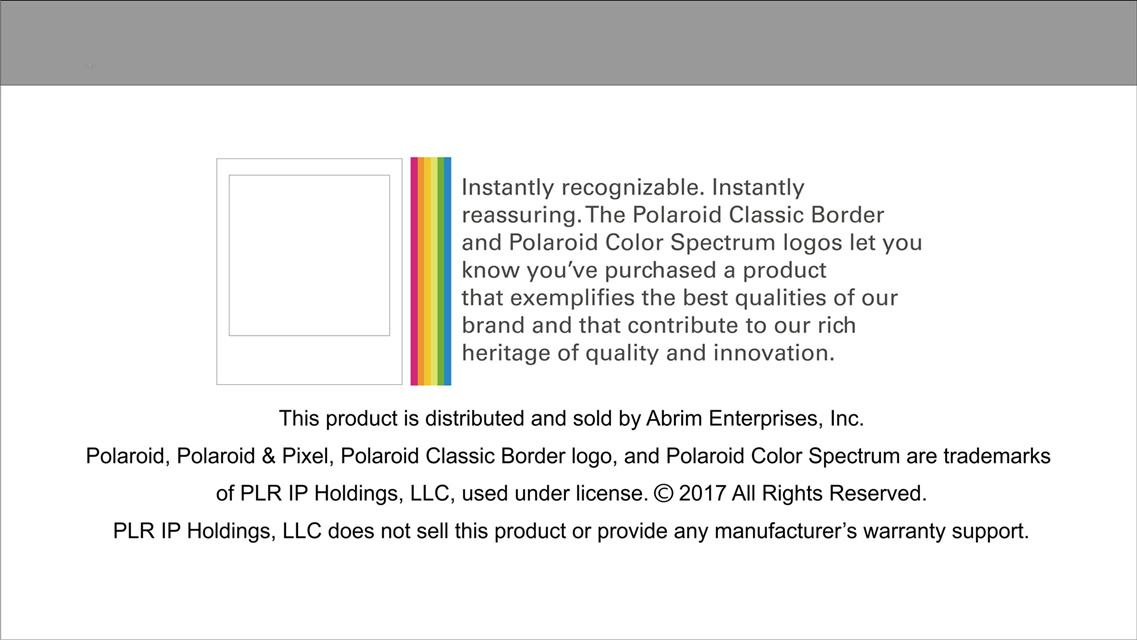 Instantly recognizable. Instantly
reassuring. The Polaroid Classic Border
and Polaroid Color Spectrum logos let you
know you’ve purchased a product
that exemplifies the best qualities of our
brand and that contribute to our rich
heritage of quality and innovation.
This product is distributed and sold by Abrim Enterprises, Inc.
Polaroid, Polaroid & Pixel, Polaroid Classic Border logo, and Polaroid Color Spectrum are trademarks
of PLR IP Holdings, LLC, used under license. © 2017 All Rights Reserved.
PLR IP Holdings, LLC does not sell this product or provide any manufacturer’s warranty support.